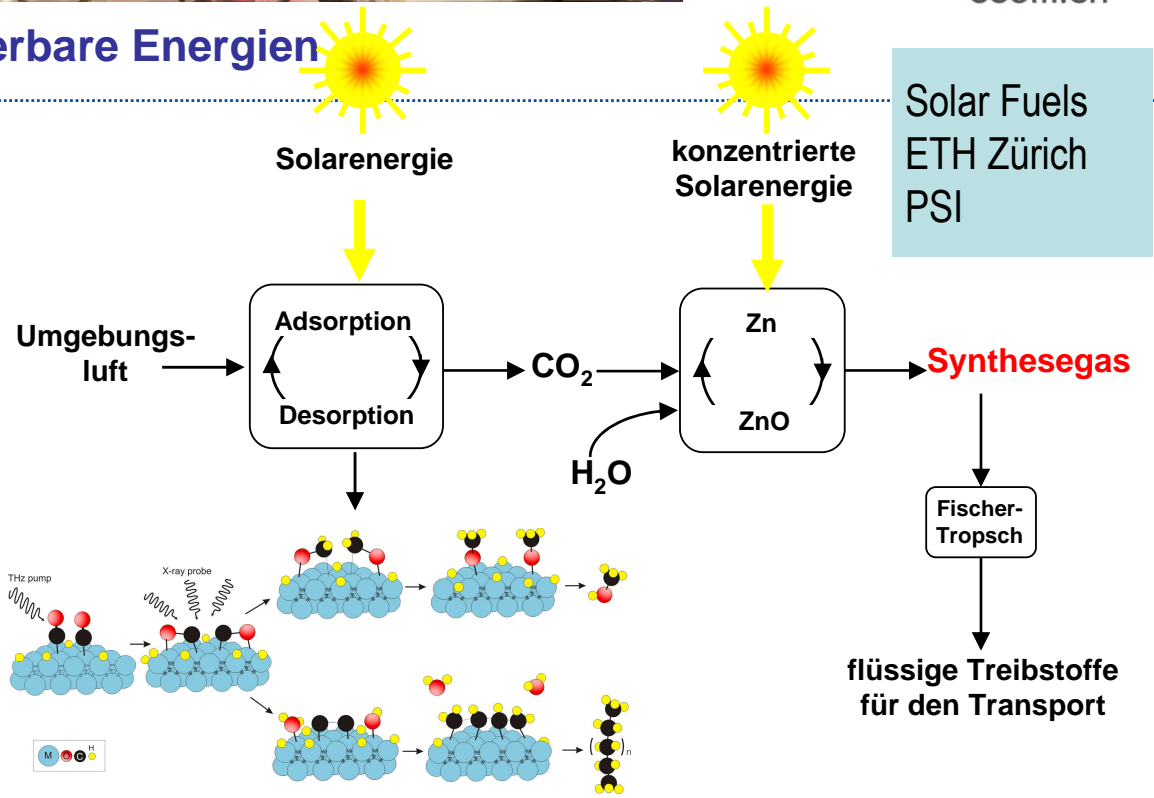 erbare Energien
Solar Fuels
ETH Zürich
PSI
Solarenergie
konzentrierte
Solarenergie
Umgebungs-
luft
Adsorption
Desorption
CO₂
H₂O
Zn
ZnO
Synthesegas
Fischer-
Tropsch
flüssige Treibstoffe
für den Transport
THz pump
X-ray probe
n
M
C
H